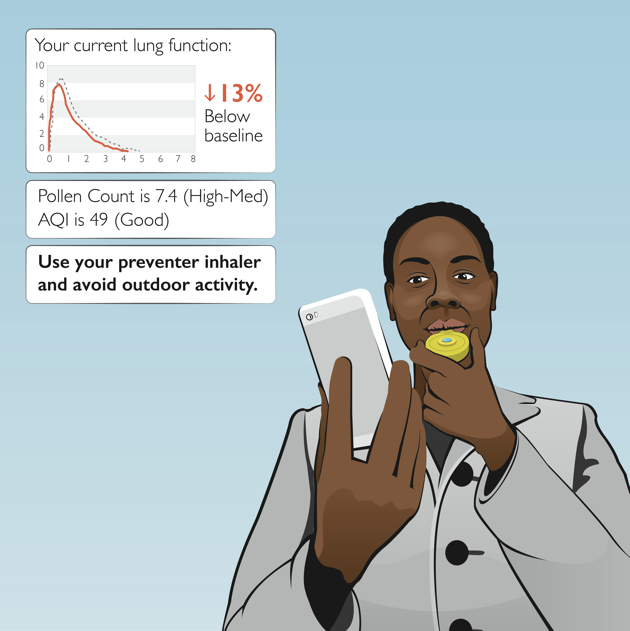 Your current lung function:
10
8
6
4
2
0
0 1 2 3 4 5 6 7 8
↓13%
Below
baseline
Pollen Count is 7.4 (High-Med)
AQI is 49 (Good)
Use your preventer inhaler
and avoid outdoor activity.